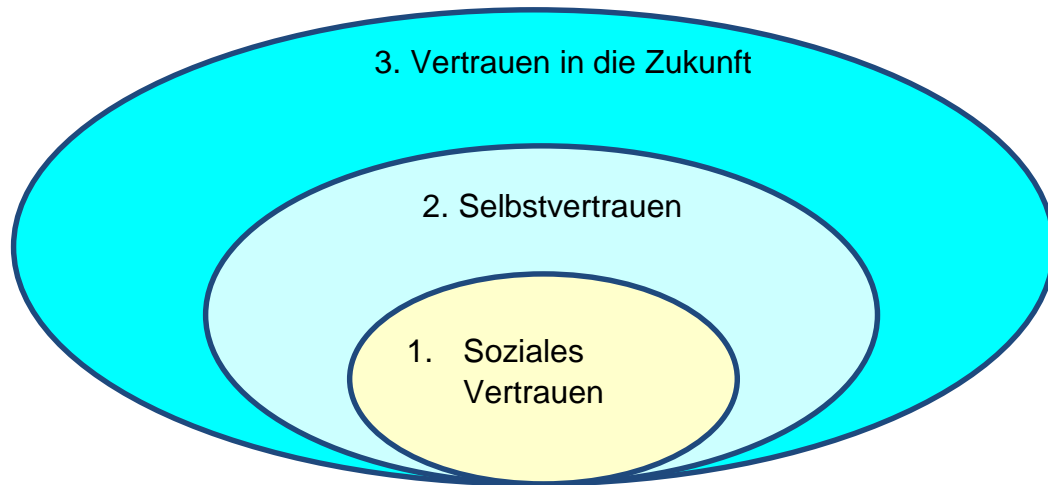 3. Vertrauen in die Zukunft
2. Selbstvertrauen
1. Soziales
Vertrauen